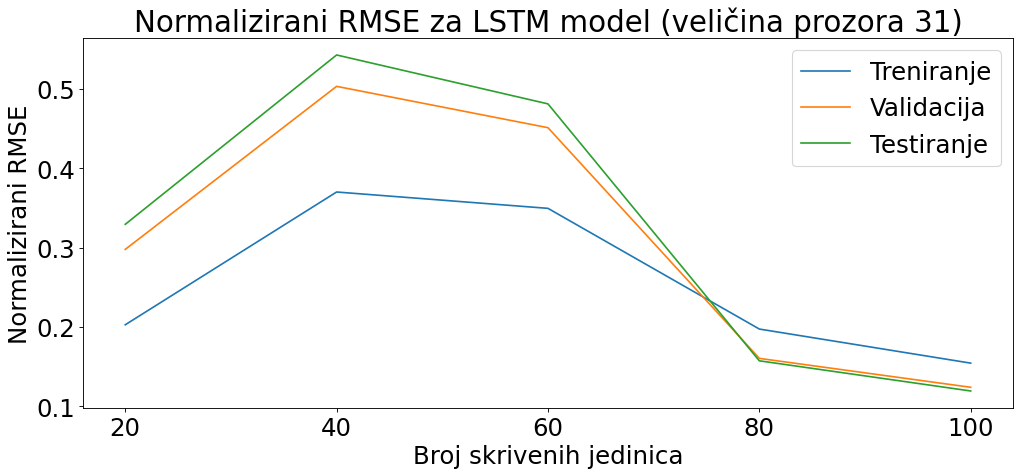 Normalizirani RMSE za LSTM model (veličina prozora 31)
Treniranje
Validacija
Testiranje
Normalizirani RMSE
0.5
0.4
0.3
0.2
0.1
20 40 60 80 100
Broj skrivenih jedinica